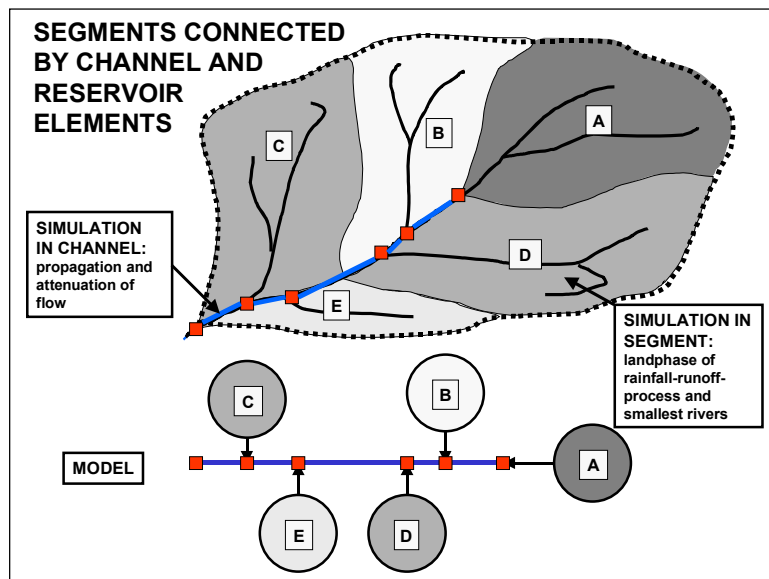 SEGMENTS CONNECTED
BY CHANNEL AND
RESERVOIR
ELEMENTS
A
B
C
D
E
SIMULATION
IN CHANNEL:
propagation and
attenuation of
flow
SIMULATION IN
SEGMENT:
landphase of
rainfall-runoff-
process and
smallest rivers
C
B
MODEL
A
E
D